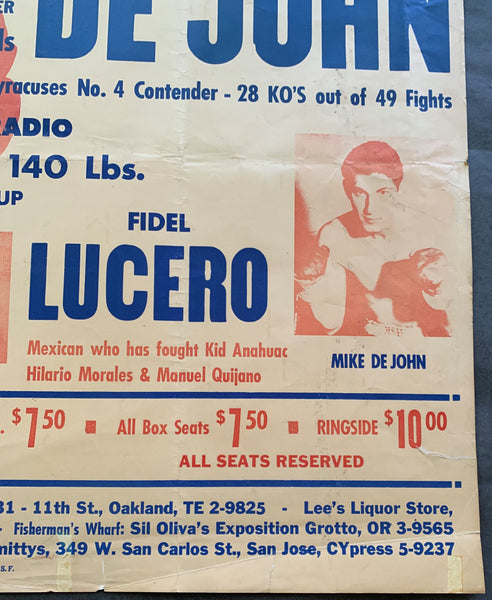 ER
DE JOHN
ds
yracuses No. 4 Contender - 28 KO'S out of 49 Fights
RADIO
140 Lbs.
UP
FIDEL
LUCERO
Mexican who has fought Kid Anahuac
Hilario Morales & Manuel Quijano
MIKE DE JOHN
. $7 50 ■ All Box Seats $7 50 ■ RINGSIDE $10 00
ALL SEATS RESERVED
31 - 11th St., Oakland, TE 2-9825 - Lee's Liquor Store,
- Fisherman's Wharf: Sil Oliva's Exposition Grotto, OR 3-9565
mittys, 349 W. San Carlos St., San Jose, CYpress 5-9237
S. F.